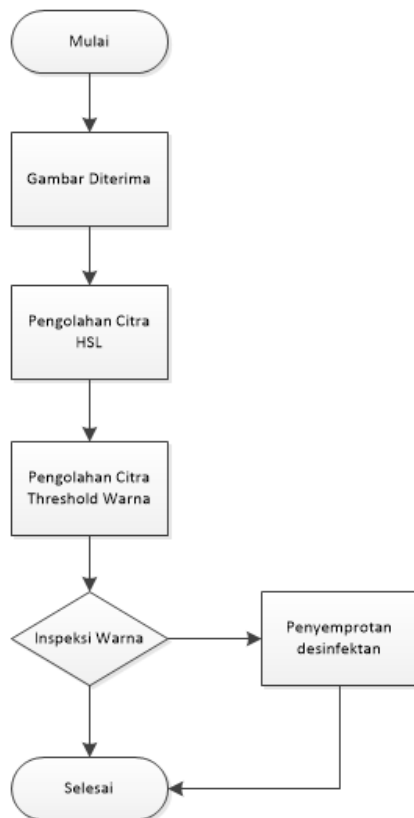 Mulai
Gambar Diterima
Pengolahan Citra
HSL
Pengolahan Citra
Threshold Warna
Inspeksi Warna
Penyemprotan
desinfektan
Selesai